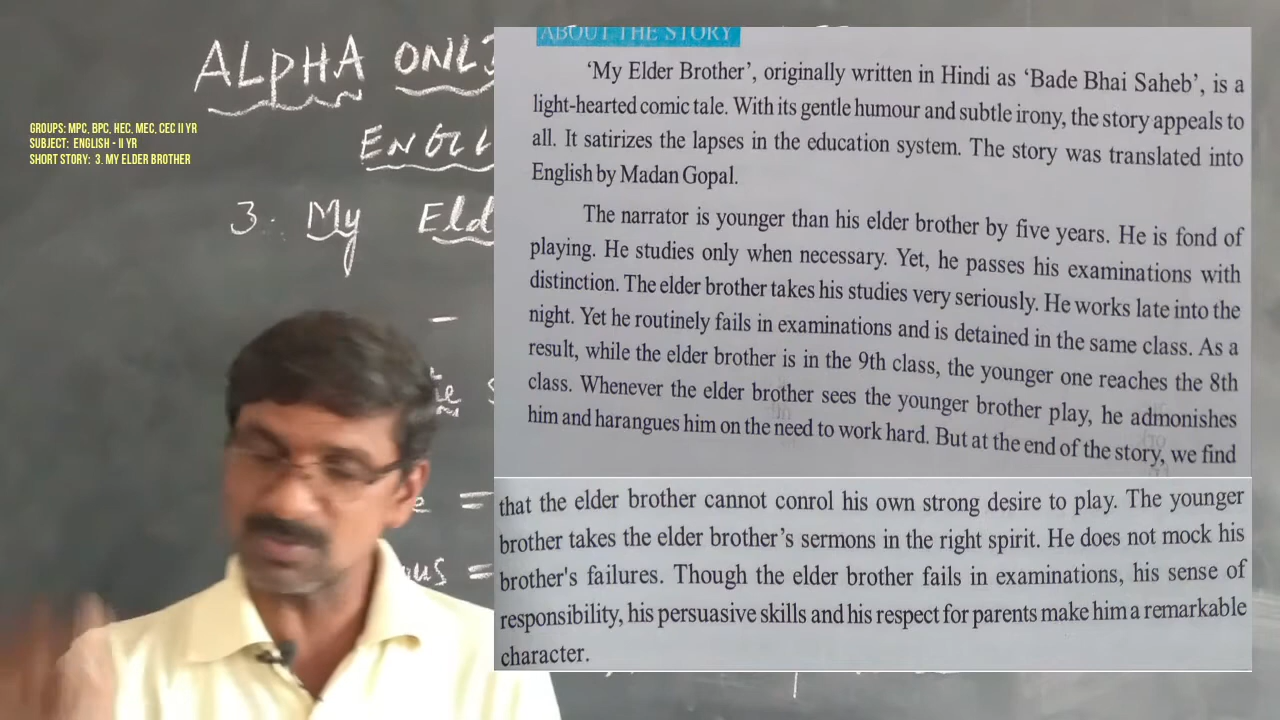 ALPHA ONLI
ENGLI
3. My Eld
GROUPS: MPC, BPC, HEC, MEC, CEC II YR
SUBJECT: ENGLISH - II YR
SHORT STORY: 3. MY ELDER BROTHER
ABOUT THE STORY
‘My Elder Brother’, originally written in Hindi as ‘Bade Bhai Saheb’, is a
light-hearted comic tale. With its gentle humour and subtle irony, the story appeals to
all. It satirizes the lapses in the education system. The story was translated into
English by Madan Gopal.
The narrator is younger than his elder brother by five years. He is fond of
playing. He studies only when necessary. Yet, he passes his examinations with
distinction. The elder brother takes his studies very seriously. He works late into the
night. Yet he routinely fails in examinations and is detained in the same class. As a
result, while the elder brother is in the 9th class, the younger one reaches the 8th
class. Whenever the elder brother sees the younger brother play, he admonishes
him and harangues him on the need to work hard. But at the end of the story, we find
that the elder brother cannot conrol his own strong desire to play. The younger
brother takes the elder brother’s sermons in the right spirit. He does not mock his
brother's failures. Though the elder brother fails in examinations, his sense of
responsibility, his persuasive skills and his respect for parents make him a remarkable
character.